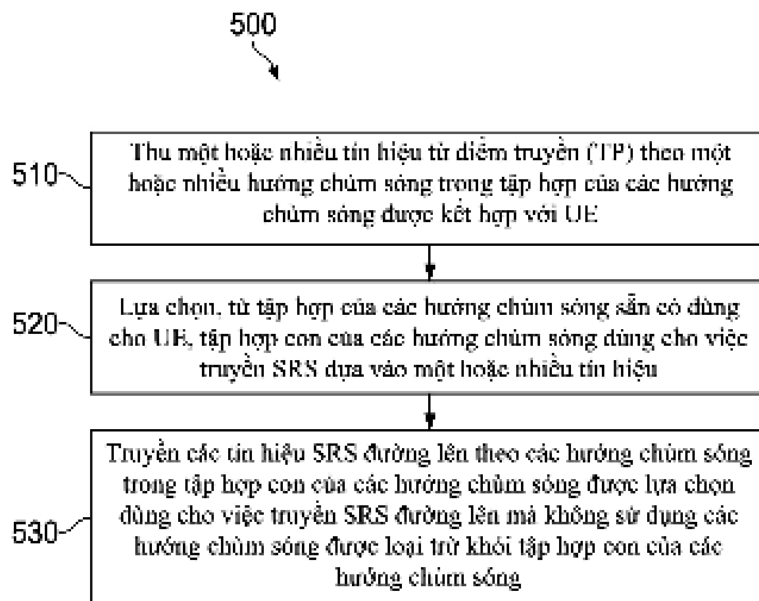 500
510
Thu một hoặc nhiều tín hiệu từ điểm truyền (TP) theo một
hoặc nhiều hướng chùm sóng trong tập hợp của các hướng
chùm sóng được kết hợp với UE
520
Lựa chọn, từ tập hợp của các hướng chùm sóng sẵn có dùng
cho UE, tập hợp con của các hướng chùm sóng dùng cho việc
truyền SRS dựa vào một hoặc nhiều tín hiệu
530
Truyền các tín hiệu SRS đường lên theo các hướng chùm sóng
trong tập hợp con của các hướng chùm sóng được lựa chọn
dùng cho việc truyền SRS đường lên mà không sử dụng các
hướng chùm sóng được loại trừ khỏi tập hợp con của các
hướng chùm sóng